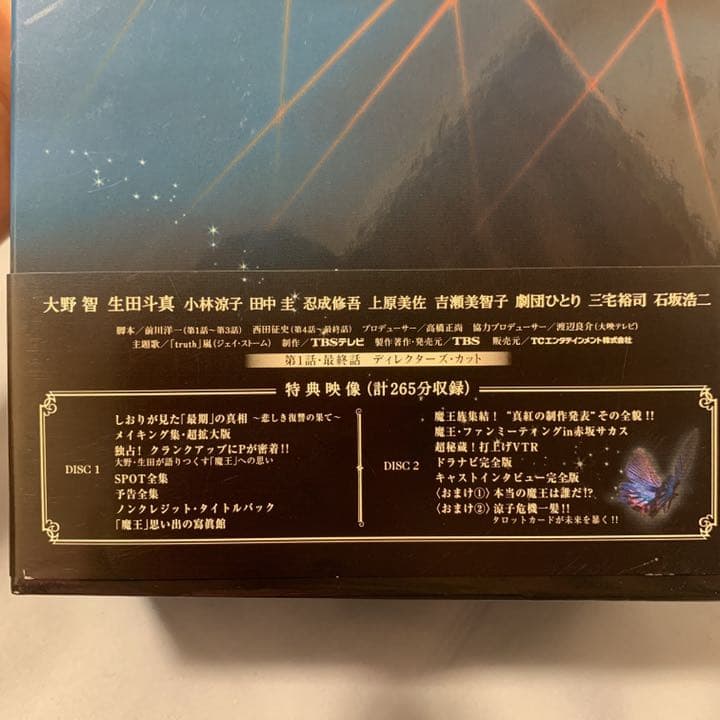 大野 智 生田斗真 小林涼子 田中 圭 忍成修吾 上原美佐 吉瀬美智子 劇団ひとり 三宅裕司 石坂浩二
脚本／前川洋一(第1話～第3話) 西田征史(第4話～最終話) プロデューサー／高橋正尚 協力プロデューサー／渡辺良介(大映テレビ)
主題歌／「truth」嵐(ジェイ・ストーム) 制作／TBSテレビ 製作著作・発売元／TBS 販売元／TCエンタテインメント株式会社
第1話・最終話 ディレクターズ・カット
特典映像(計265分収録)
DISC 1
しおりが見た「最期」の真相 ～悲しき復讐の果て～
メイキング集・超拡大版
独占! クランクアップにPが密着!!
大野・生田が語りつくす「魔王」への思い
SPOT全集
予告全集
ノンクレジット・タイトルバック
「魔王」思い出の寫眞館
DISC 2
魔王族集結! “真紅の制作発表”その全貌!!
魔王・ファンミーティングin赤坂サカス
超秘蔵!打上げVTR
ドラナビ完全版
キャストインタビュー完全版
〈おまけ①〉本当の魔王は誰だ!?
〈おまけ②〉涼子危機一髪!!
タロットカードが未来を暴く!!